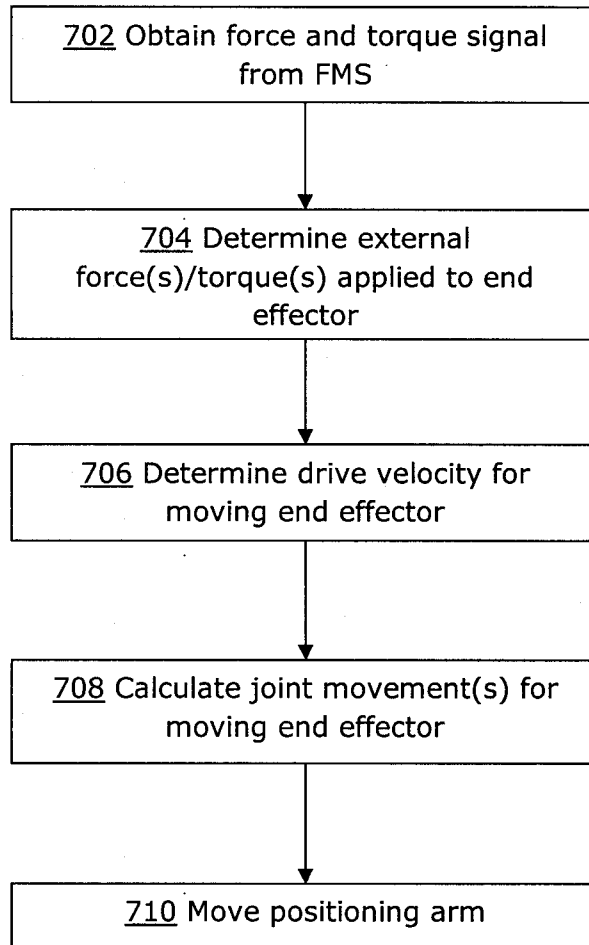 702 Obtain force and torque signal
from FMS
704 Determine external
force(s)/torque(s) applied to end
effector
706 Determine drive velocity for
moving end effector
708 Calculate joint movement(s) for
moving end effector
710 Move positioning arm